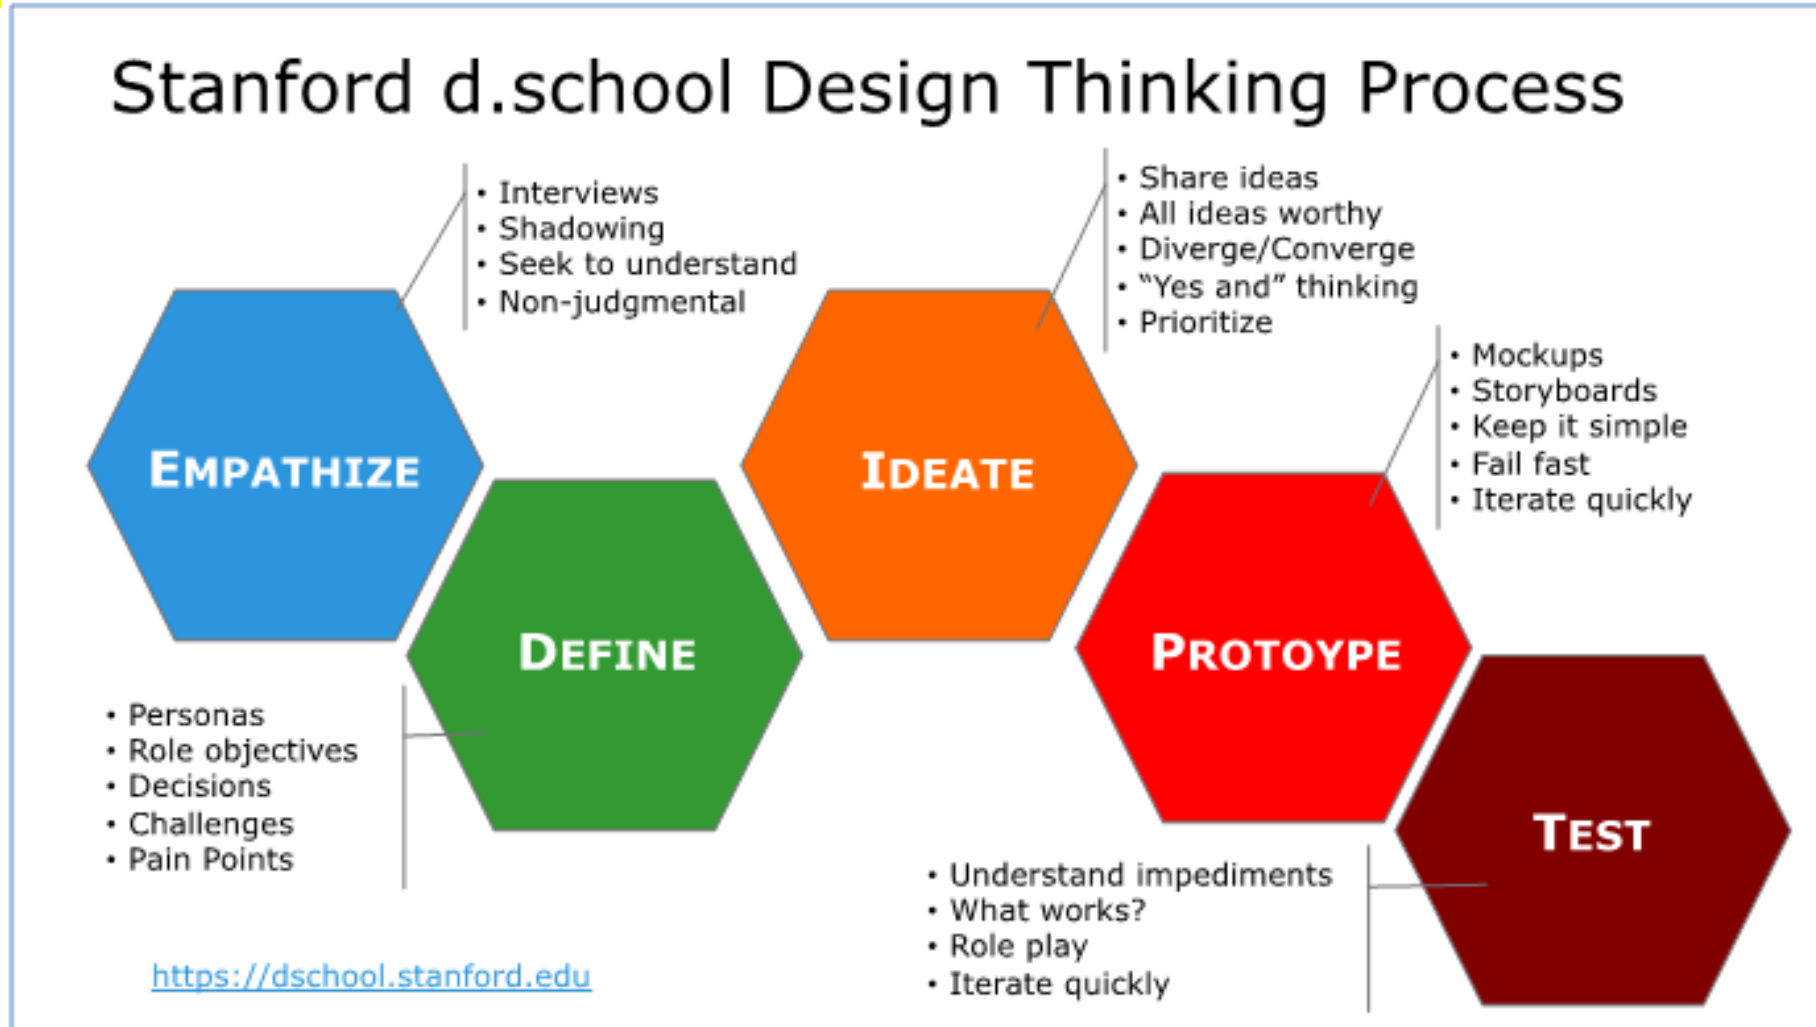 Stanford d.school Design Thinking Process
• Interviews
• Shadowing
• Seek to understand
• Non-judgmental
• Share ideas
• All ideas worthy
• Diverge/Converge
• “Yes and” thinking
• Prioritize
• Mockups
• Storyboards
• Keep it simple
• Fail fast
• Iterate quickly
EMPATHIZE
IDEATE
DEFINE
PROTOYPE
• Personas
• Role objectives
• Decisions
• Challenges
• Pain Points
TEST
• Understand impediments
• What works?
• Role play
• Iterate quickly
https://dschool.stanford.edu